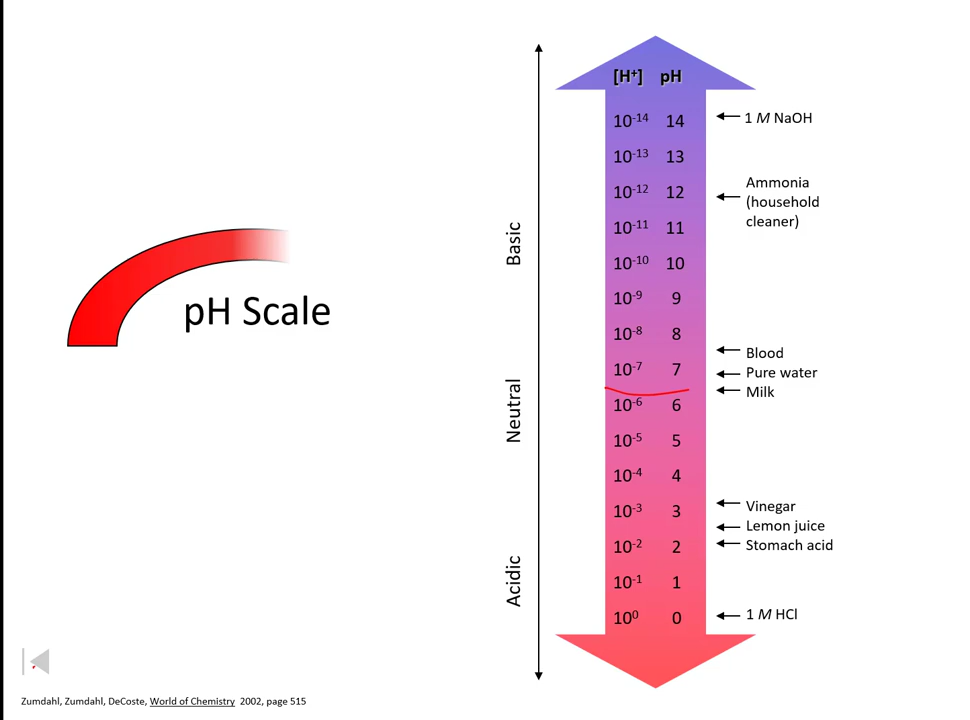 pH Scale
Basic
Neutral
Acidic
[H⁺] pH
10⁻¹⁴ 14
10⁻¹³ 13
10⁻¹² 12
10⁻¹¹ 11
10⁻¹⁰ 10
10⁻⁹ 9
10⁻⁸ 8
10⁻⁷ 7
10⁻⁶ 6
10⁻⁵ 5
10⁻⁴ 4
10⁻³ 3
10⁻² 2
10⁻¹ 1
10⁰ 0
1 M NaOH
Ammonia
(household
cleaner)
Blood
Pure water
Milk
Vinegar
Lemon juice
Stomach acid
1 M HCl
Zumdahl, Zumdahl, DeCoste, World of Chemistry 2002, page 515